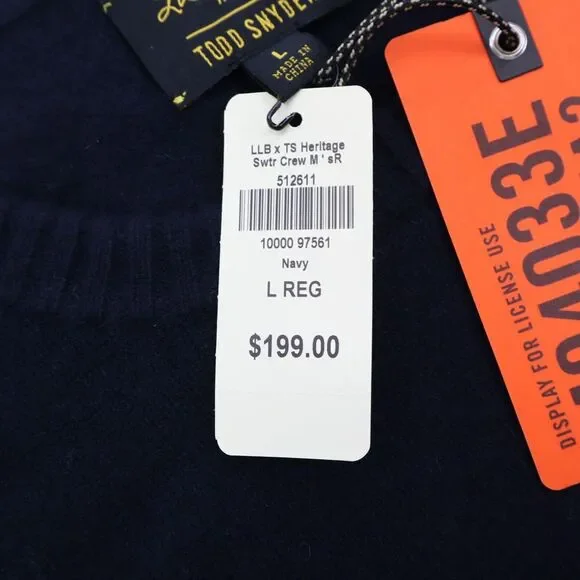 TODD SNYDER
L
MADE IN
CHINA
LLB x TS Heritage
Swtr Crew M ' sR
512611
10000 97561
Navy
L REG
$199.00
DISPLAY FOR LICENSE USE